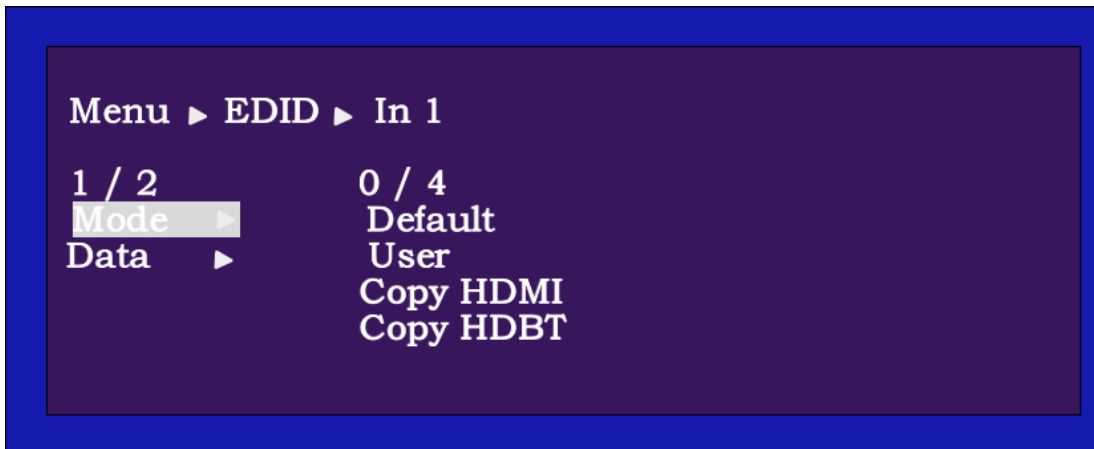 Menu ▶ EDID ▶ In 1
1 / 2 0 / 4
Mode ▶ Default
Data ▶ User
Copy HDMI
Copy HDBT